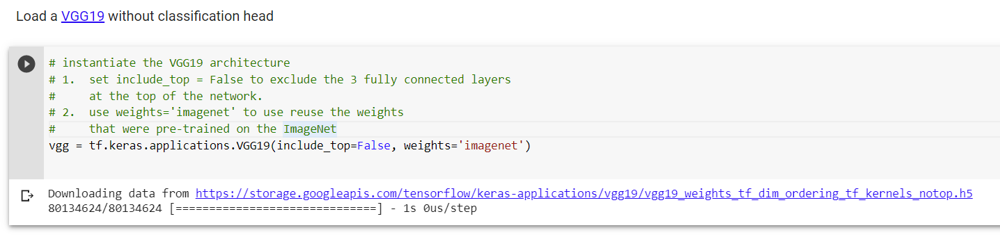 Load a VGG19 without classification head
# instantiate the VGG19 architecture
# 1.  set include_top = False to exclude the 3 fully connected layers
#     at the top of the network.
# 2.  use weights='imagenet' to use reuse the weights
#     that were pre-trained on the ImageNet
vgg = tf.keras.applications.VGG19(include_top=False, weights='imagenet')
Downloading data from https://storage.googleapis.com/tensorflow/keras-applications/vgg19/vgg19_weights_tf_dim_ordering_tf_kernels_notop.h5
80134624/80134624 [==============================] - 1s 0us/step